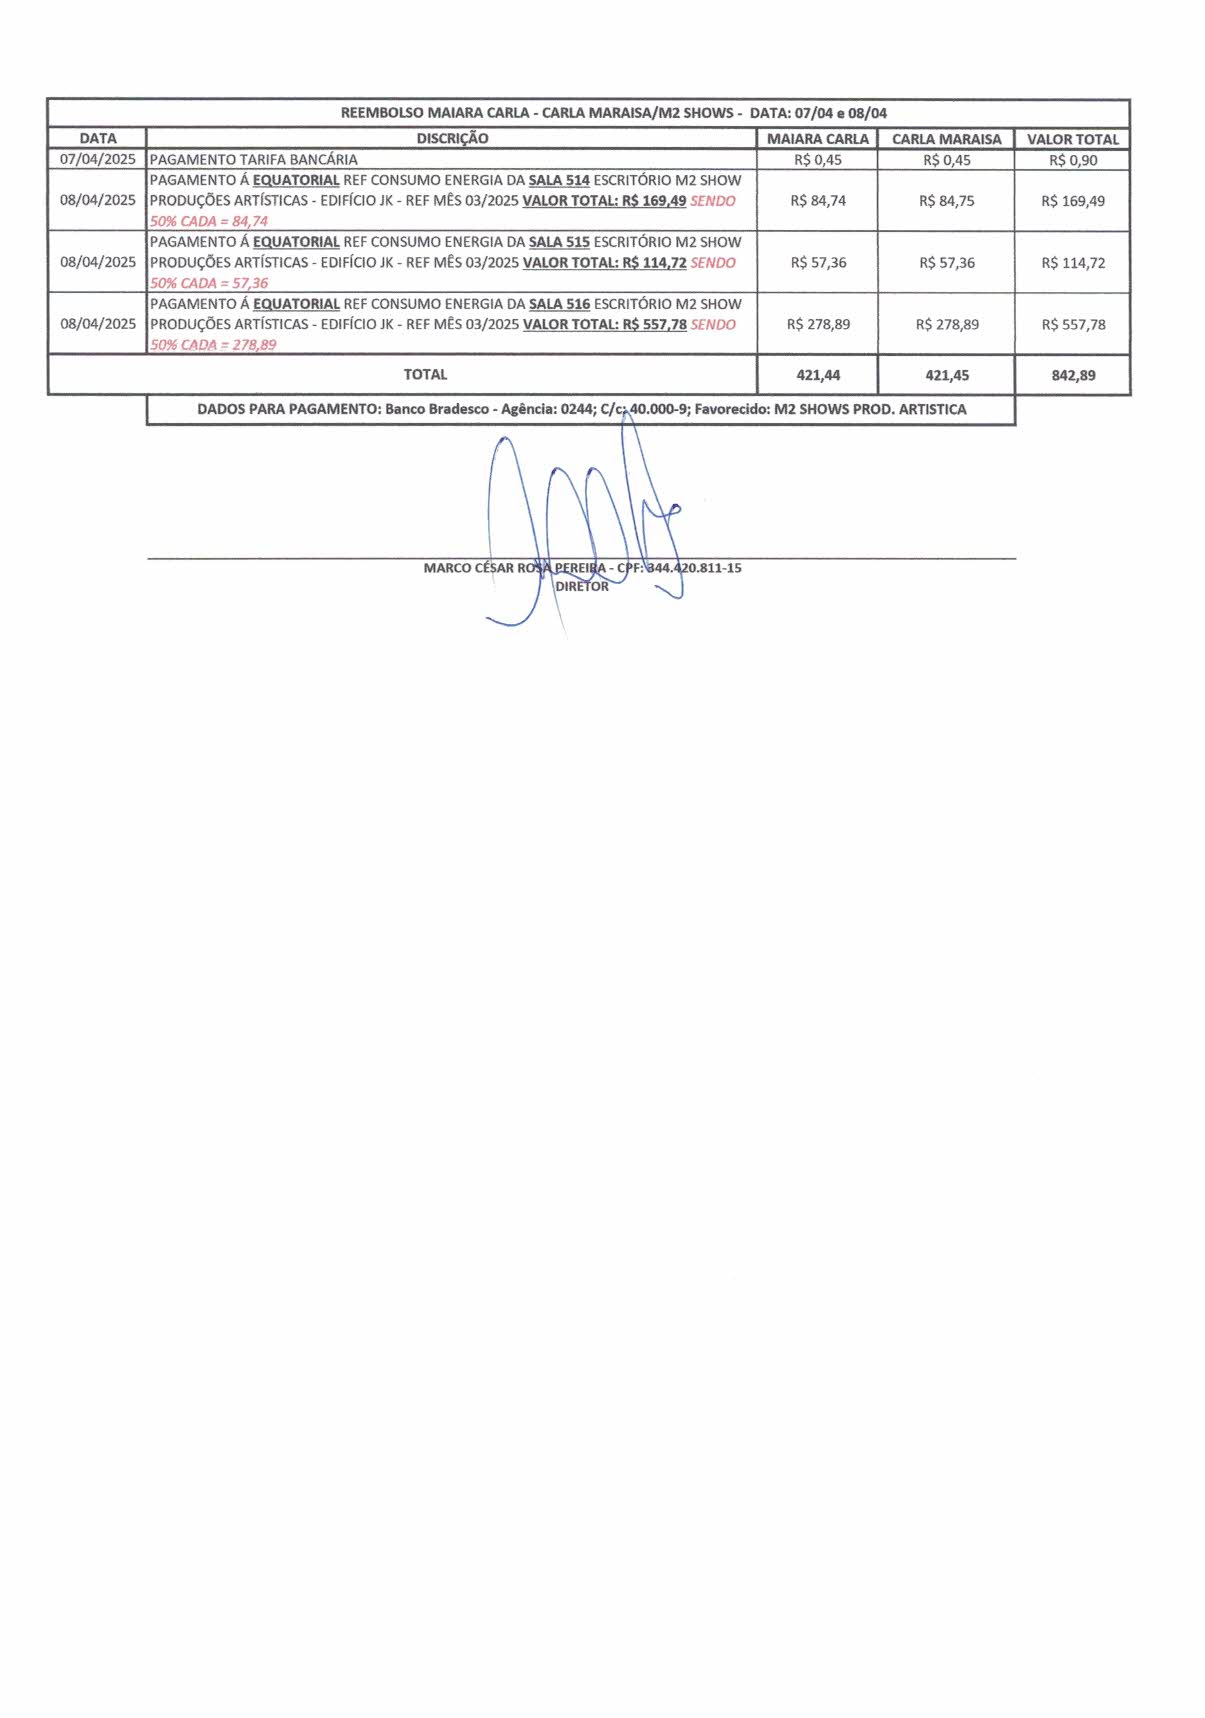 REEMBOLSO MAIARA CARLA - CARLA MARAISA/M2 SHOWS - DATA: 07/04 e 08/04
DATA DISCRIÇÃO MAIARA CARLA CARLA MARAISA VALOR TOTAL
07/04/2025 PAGAMENTO TARIFA BANCÁRIA R$ 0,45 R$ 0,45 R$ 0,90
PAGAMENTO Á EQUATORIAL REF CONSUMO ENERGIA DA SALA 514 ESCRITÓRIO M2 SHOW
08/04/2025 PRODUÇÕES ARTÍSTICAS - EDIFÍCIO JK - REF MÊS 03/2025 VALOR TOTAL: R$ 169,49 SENDO R$ 84,74 R$ 84,75 R$ 169,49
50% CADA = 84,74
PAGAMENTO Á EQUATORIAL REF CONSUMO ENERGIA DA SALA 515 ESCRITÓRIO M2 SHOW
08/04/2025 PRODUÇÕES ARTÍSTICAS - EDIFÍCIO JK - REF MÊS 03/2025 VALOR TOTAL: R$ 114,72 SENDO R$ 57,36 R$ 57,36 R$ 114,72
50% CADA = 57,36
PAGAMENTO Á EQUATORIAL REF CONSUMO ENERGIA DA SALA 516 ESCRITÓRIO M2 SHOW
08/04/2025 PRODUÇÕES ARTÍSTICAS - EDIFÍCIO JK - REF MÊS 03/2025 VALOR TOTAL: R$ 557,78 SENDO R$ 278,89 R$ 278,89 R$ 557,78
50% CADA = 278,89
TOTAL 421,44 421,45 842,89
DADOS PARA PAGAMENTO: Banco Bradesco - Agência: 0244; C/c: 40.000-9; Favorecido: M2 SHOWS PROD. ARTISTICA
MARCO CÉSAR ROSA PEREIRA - CPF: 344.420.811-15
DIRETOR